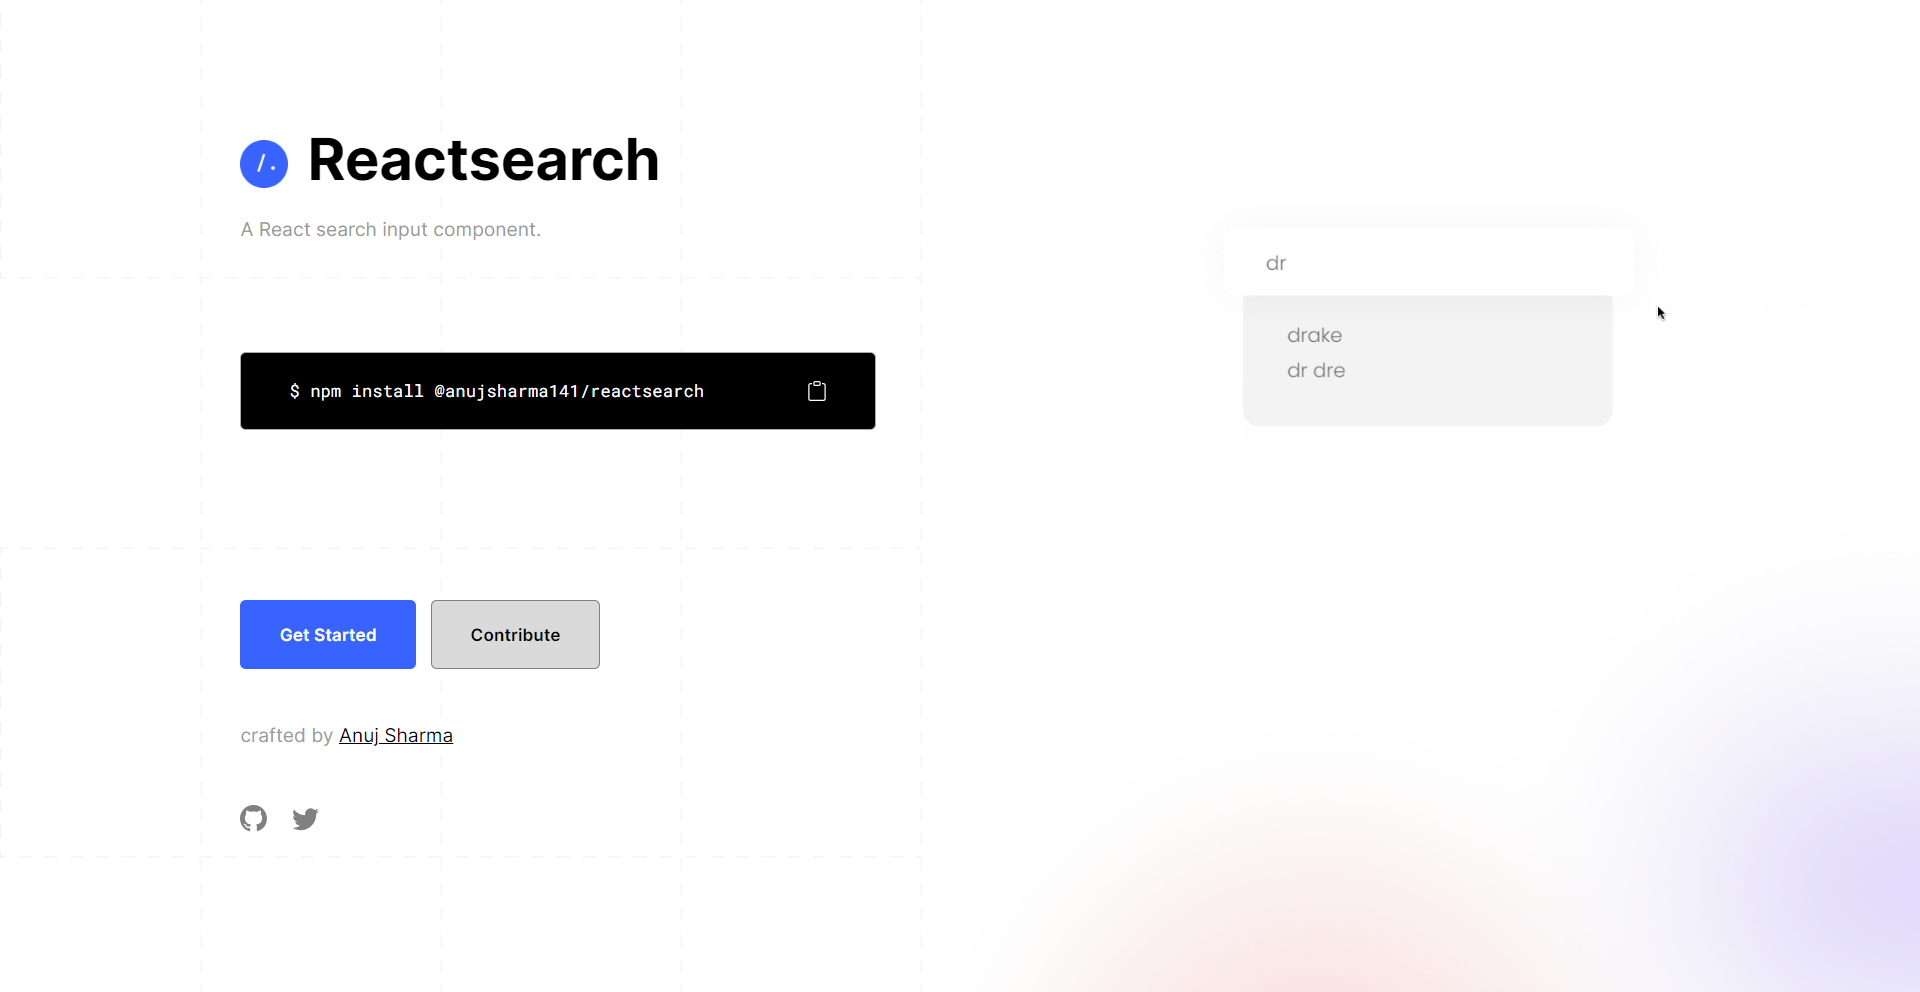 /.
Reactsearch
A React search input component.
$ npm install @anujsharma141/reactsearch
Get Started
Contribute
crafted by Anuj Sharma
dr
drake
dr dre